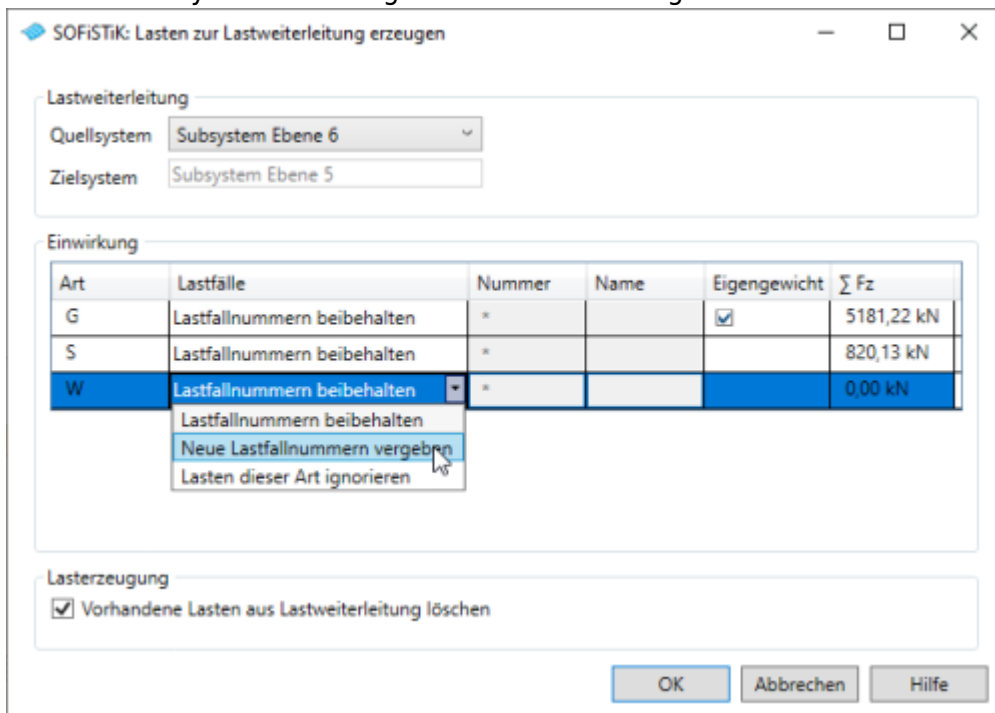 SOFiSTiK: Lasten zur Lastweiterleitung erzeugen
Lastweiterleitung
Quellsystem Subsystem Ebene 6
Zielsystem Subsystem Ebene 5
Einwirkung
Art Lastfälle Nummer Name Eigengewicht ∑ Fz
G Lastfallnummern beibehalten * 5181,22 kN
S Lastfallnummern beibehalten * 820,13 kN
W Lastfallnummern beibehalten * 0,00 kN
Lastfallnummern beibehalten
Neue Lastfallnummern vergeben
Lasten dieser Art ignorieren
Lasterzeugung
Vorhandene Lasten aus Lastweiterleitung löschen
OK Abbrechen Hilfe